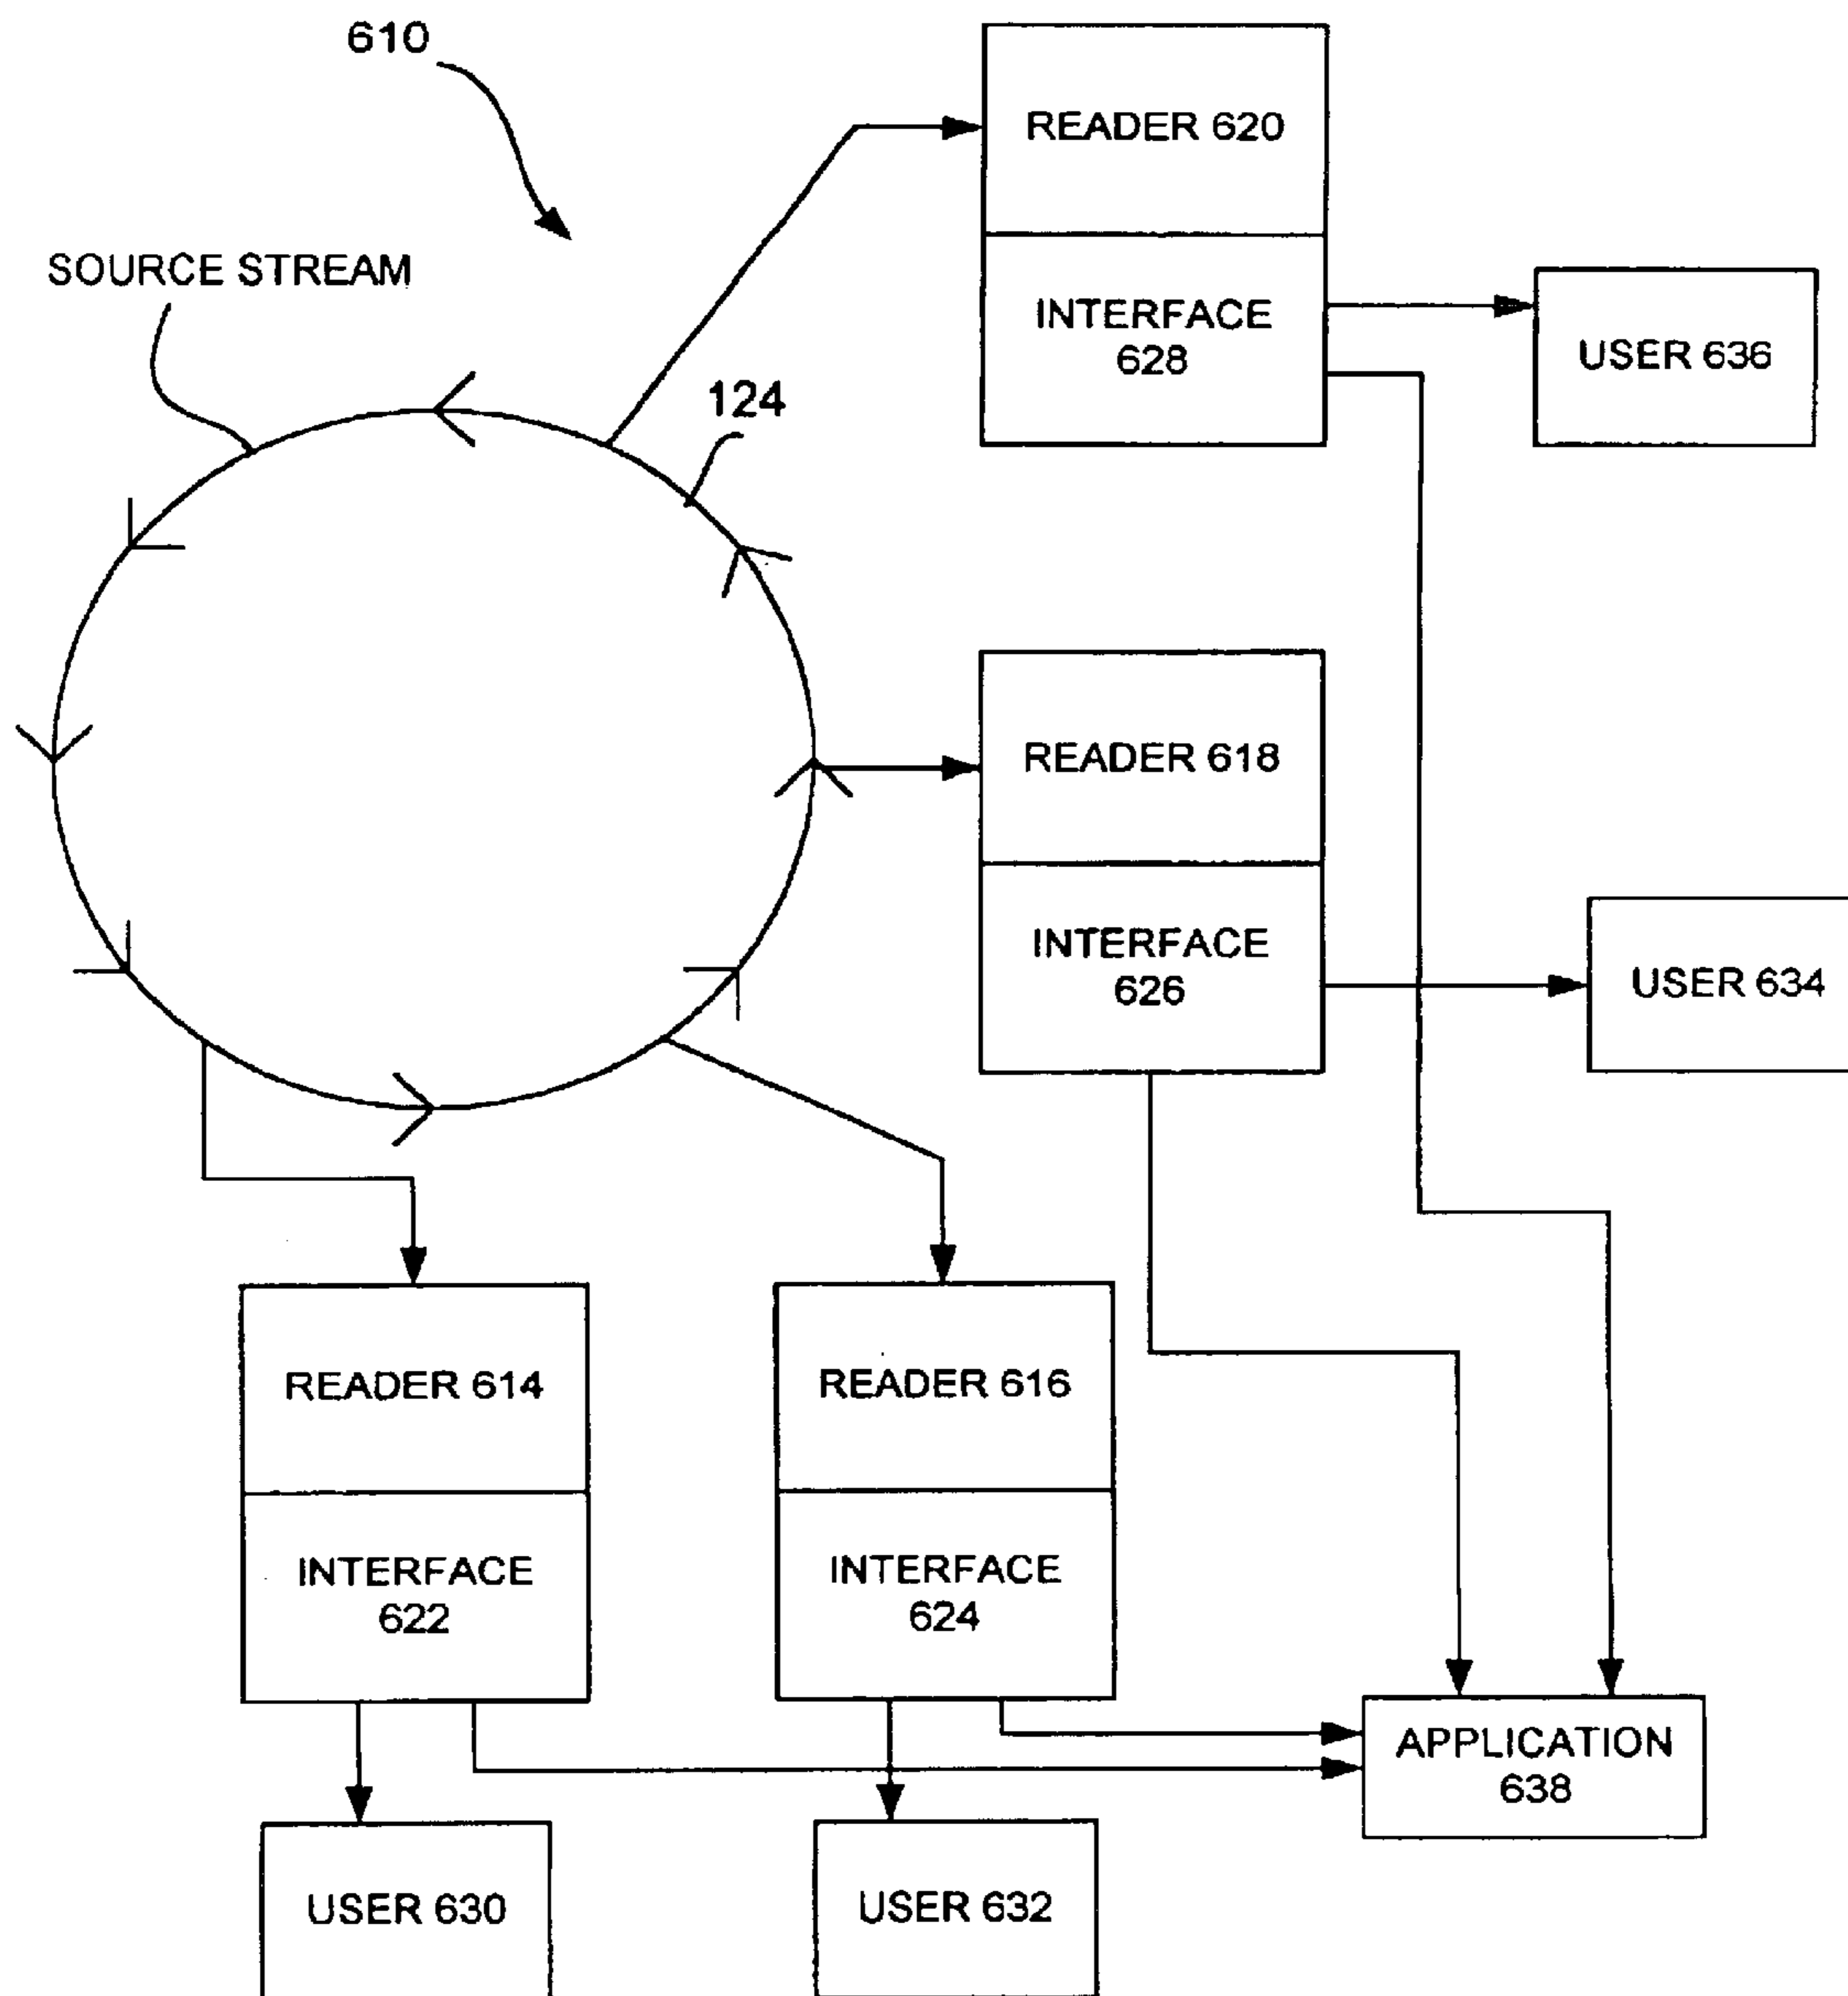 610
READER 620
SOURCE STREAM
INTERFACE
628
USER 636
124
READER 618
INTERFACE
626
USER 634
READER 614
READER 616
INTERFACE
622
INTERFACE
624
APPLICATION
638
USER 630
USER 632